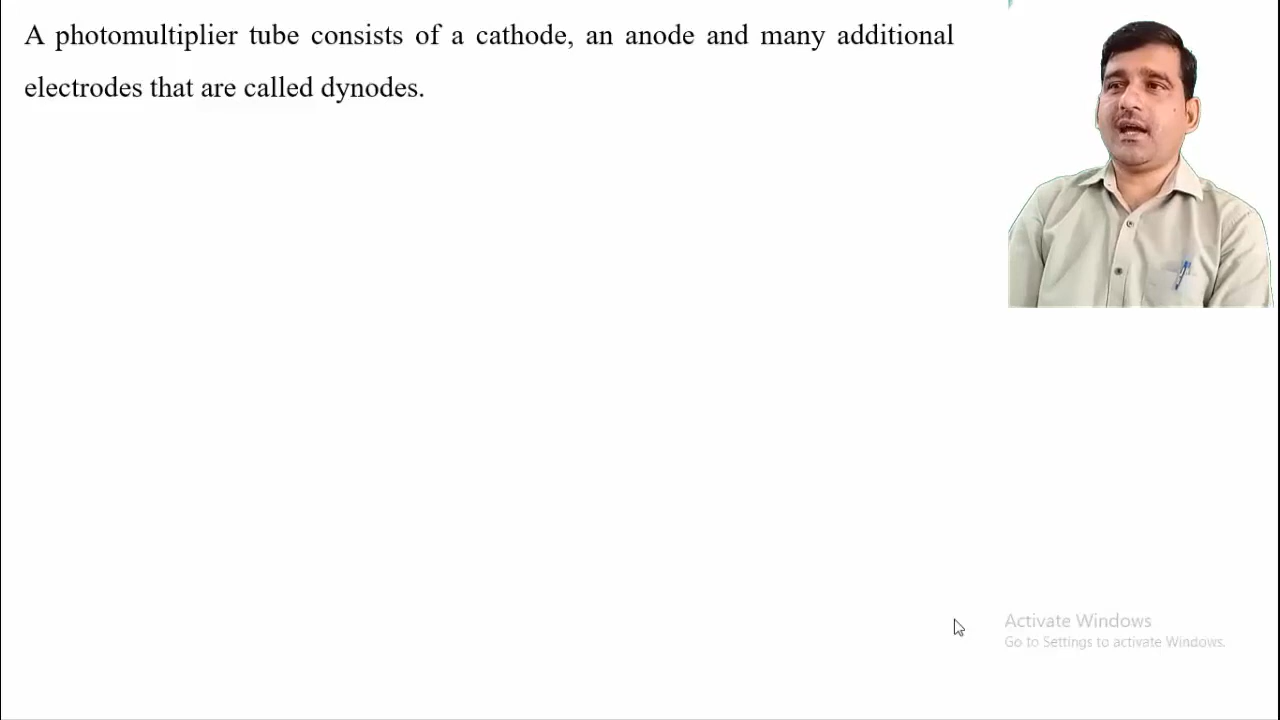 A photomultiplier tube consists of a cathode, an anode and many additional
electrodes that are called dynodes.
Activate Windows
Go to Settings to activate Windows.